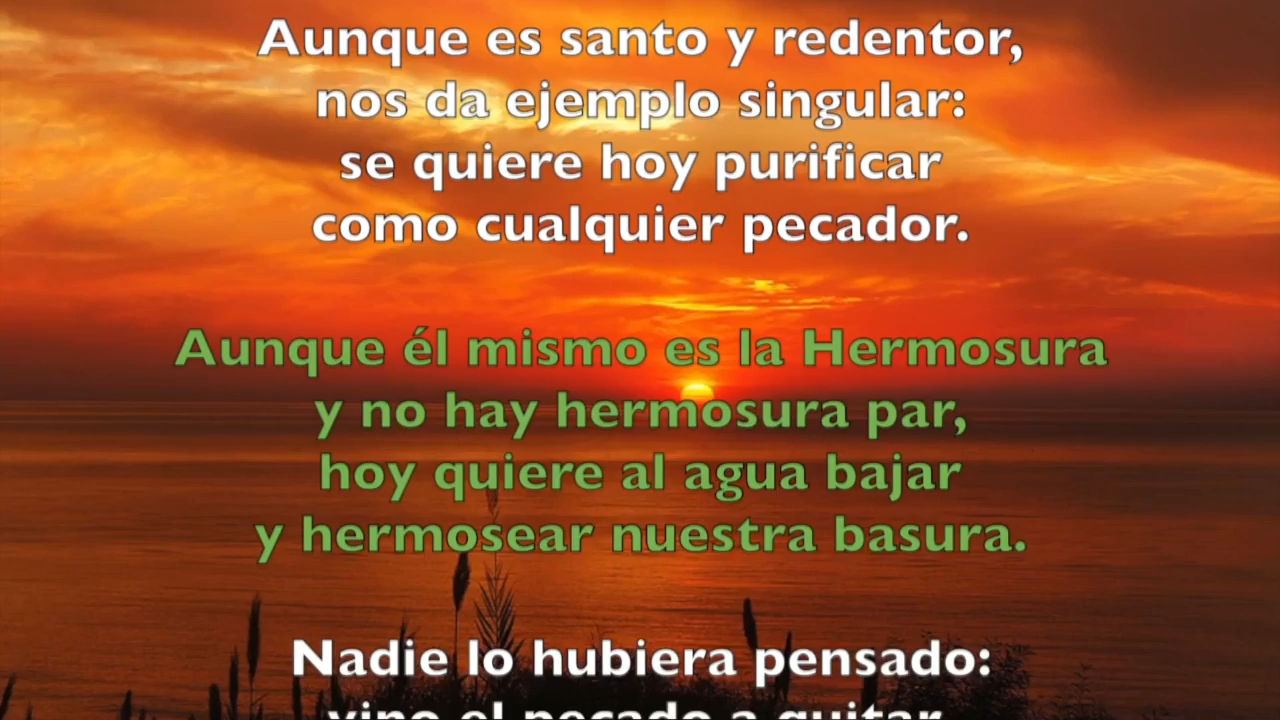 Aunque es santo y redentor,
nos da ejemplo singular:
se quiere hoy purificar
como cualquier pecador.
Aunque él mismo es la Hermosura
y no hay hermosura par,
hoy quiere al agua bajar
y hermosear nuestra basura.
Nadie lo hubiera pensado:
vino el pecado a quitar